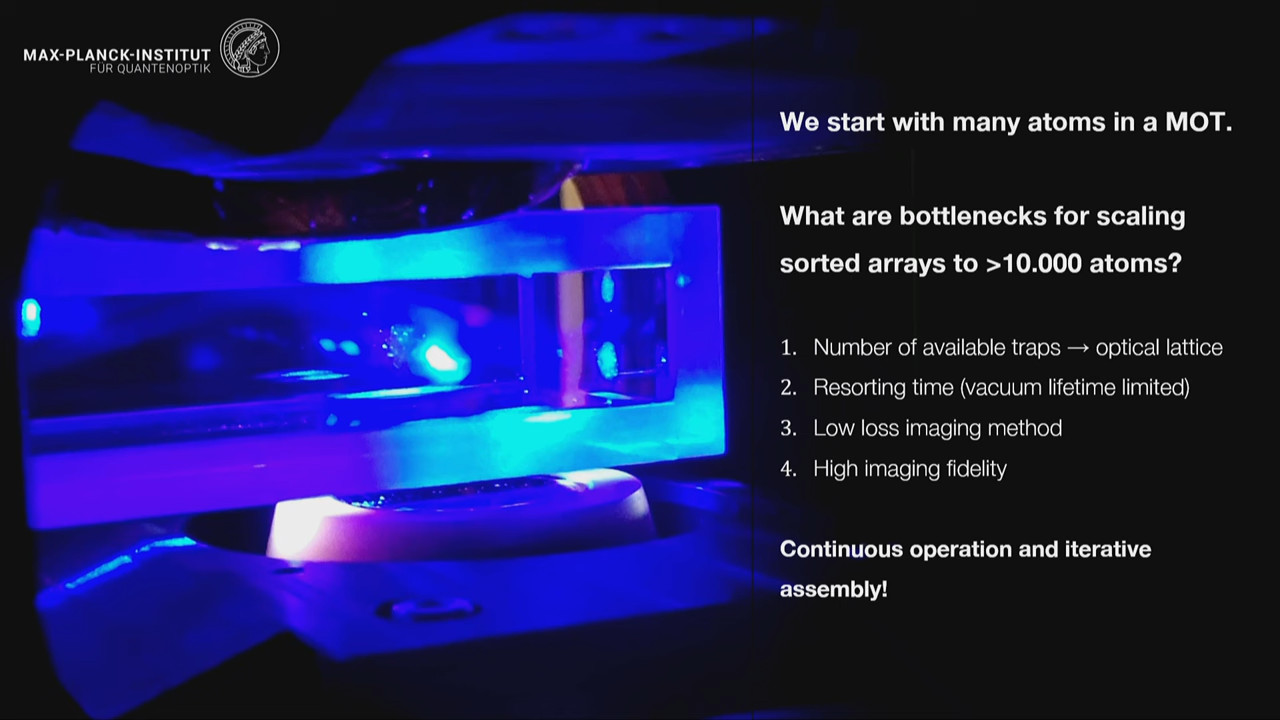 MAX-PLANCK-INSTITUT
FÜR QUANTENOPTIK
We start with many atoms in a MOT.
What are bottlenecks for scaling
sorted arrays to >10.000 atoms?
1. Number of available traps → optical lattice
2. Resorting time (vacuum lifetime limited)
3. Low loss imaging method
4. High imaging fidelity
Continuous operation and iterative
assembly!